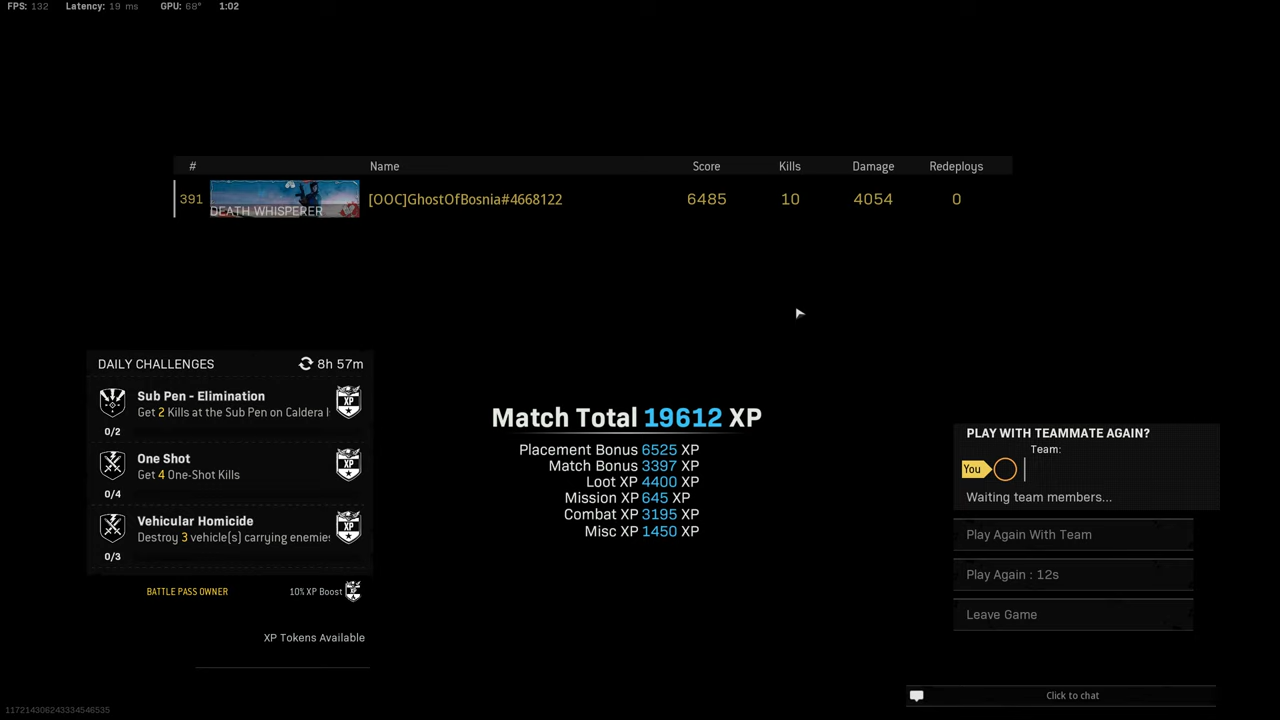 FPS: 132 Latency: 19 ms GPU: 68° 1:02
# Name Score Kills Damage Redeploys
391 DEATH WHISPERER [OOC]GhostOfBosnia#4668122 6485 10 4054 0
DAILY CHALLENGES 8h 57m
Sub Pen - Elimination
Get 2 Kills at the Sub Pen on Caldera
XP
0/2
One Shot
Get 4 One-Shot Kills
XP
0/4
Vehicular Homicide
Destroy 3 vehicle(s) carrying enemies
XP
0/3
BATTLE PASS OWNER 10% XP Boost XP
XP Tokens Available
Match Total 19612 XP
Placement Bonus 6525 XP
Match Bonus 3397 XP
Loot XP 4400 XP
Mission XP 645 XP
Combat XP 3195 XP
Misc XP 1450 XP
PLAY WITH TEAMMATE AGAIN?
Team:
You
Waiting team members...
Play Again With Team
Play Again : 12s
Leave Game
Click to chat
117214306243334546535